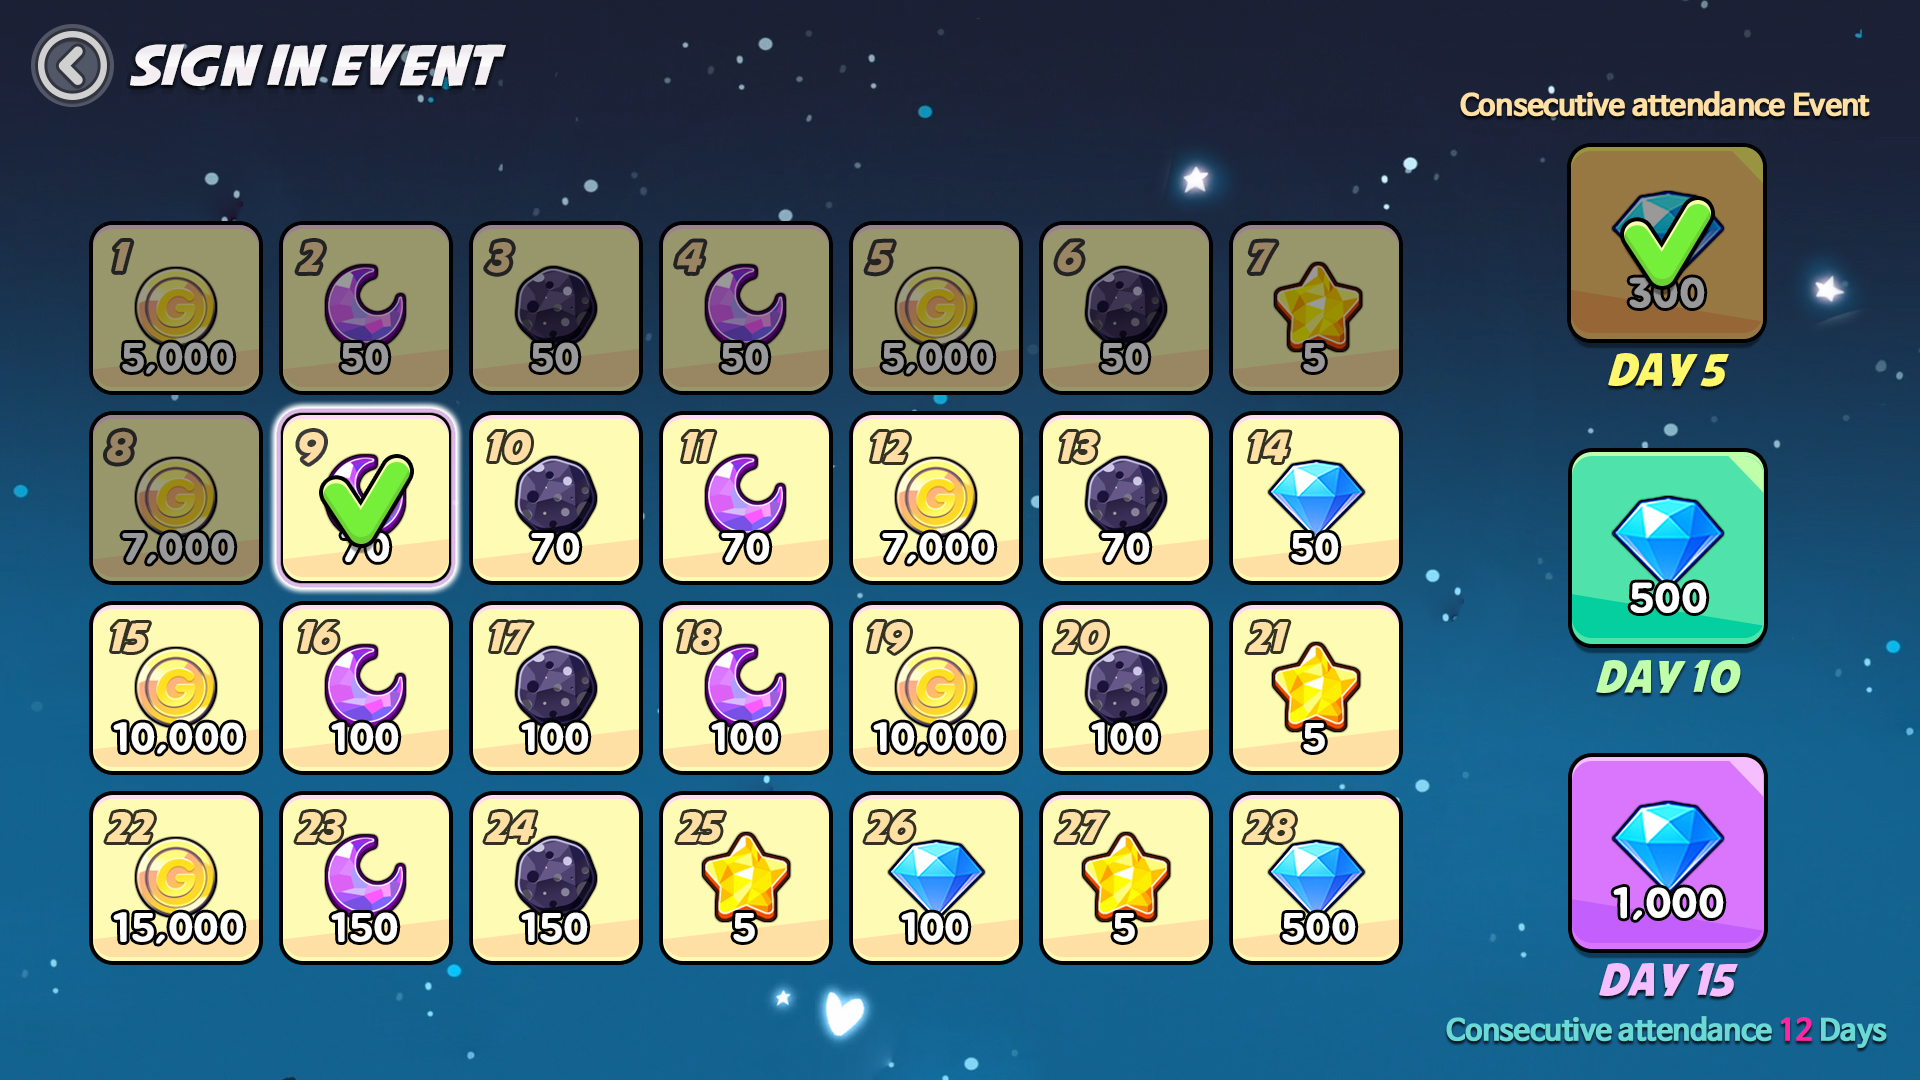 SIGN IN EVENT
Consecutive attendance Event
1 2 3 4 5 6 7
5,000 50 50 50 5,000 50 5
300
DAY 5
8 9 10 11 12 13 14
7,000 70 70 70 7,000 70 50
500
DAY 10
15 16 17 18 19 20 21
10,000 100 100 100 10,000 100 5
22 23 24 25 26 27 28
15,000 150 150 5 100 5 500
1,000
DAY 15
Consecutive attendance 12 Days